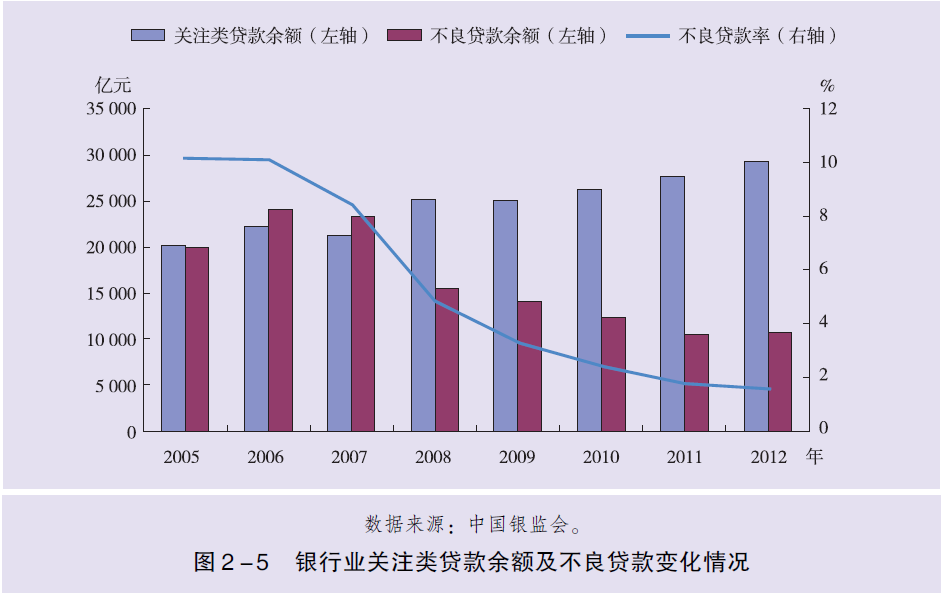 关注类贷款余额（左轴） 不良贷款余额（左轴） 不良贷款率（右轴）
亿元 %
35 000 12
30 000 10
25 000 8
20 000 6
15 000 4
10 000 2
5 000 0
0
2005 2006 2007 2008 2009 2010 2011 2012 年
数据来源：中国银监会。
图 2–5 银行业关注类贷款余额及不良贷款变化情况